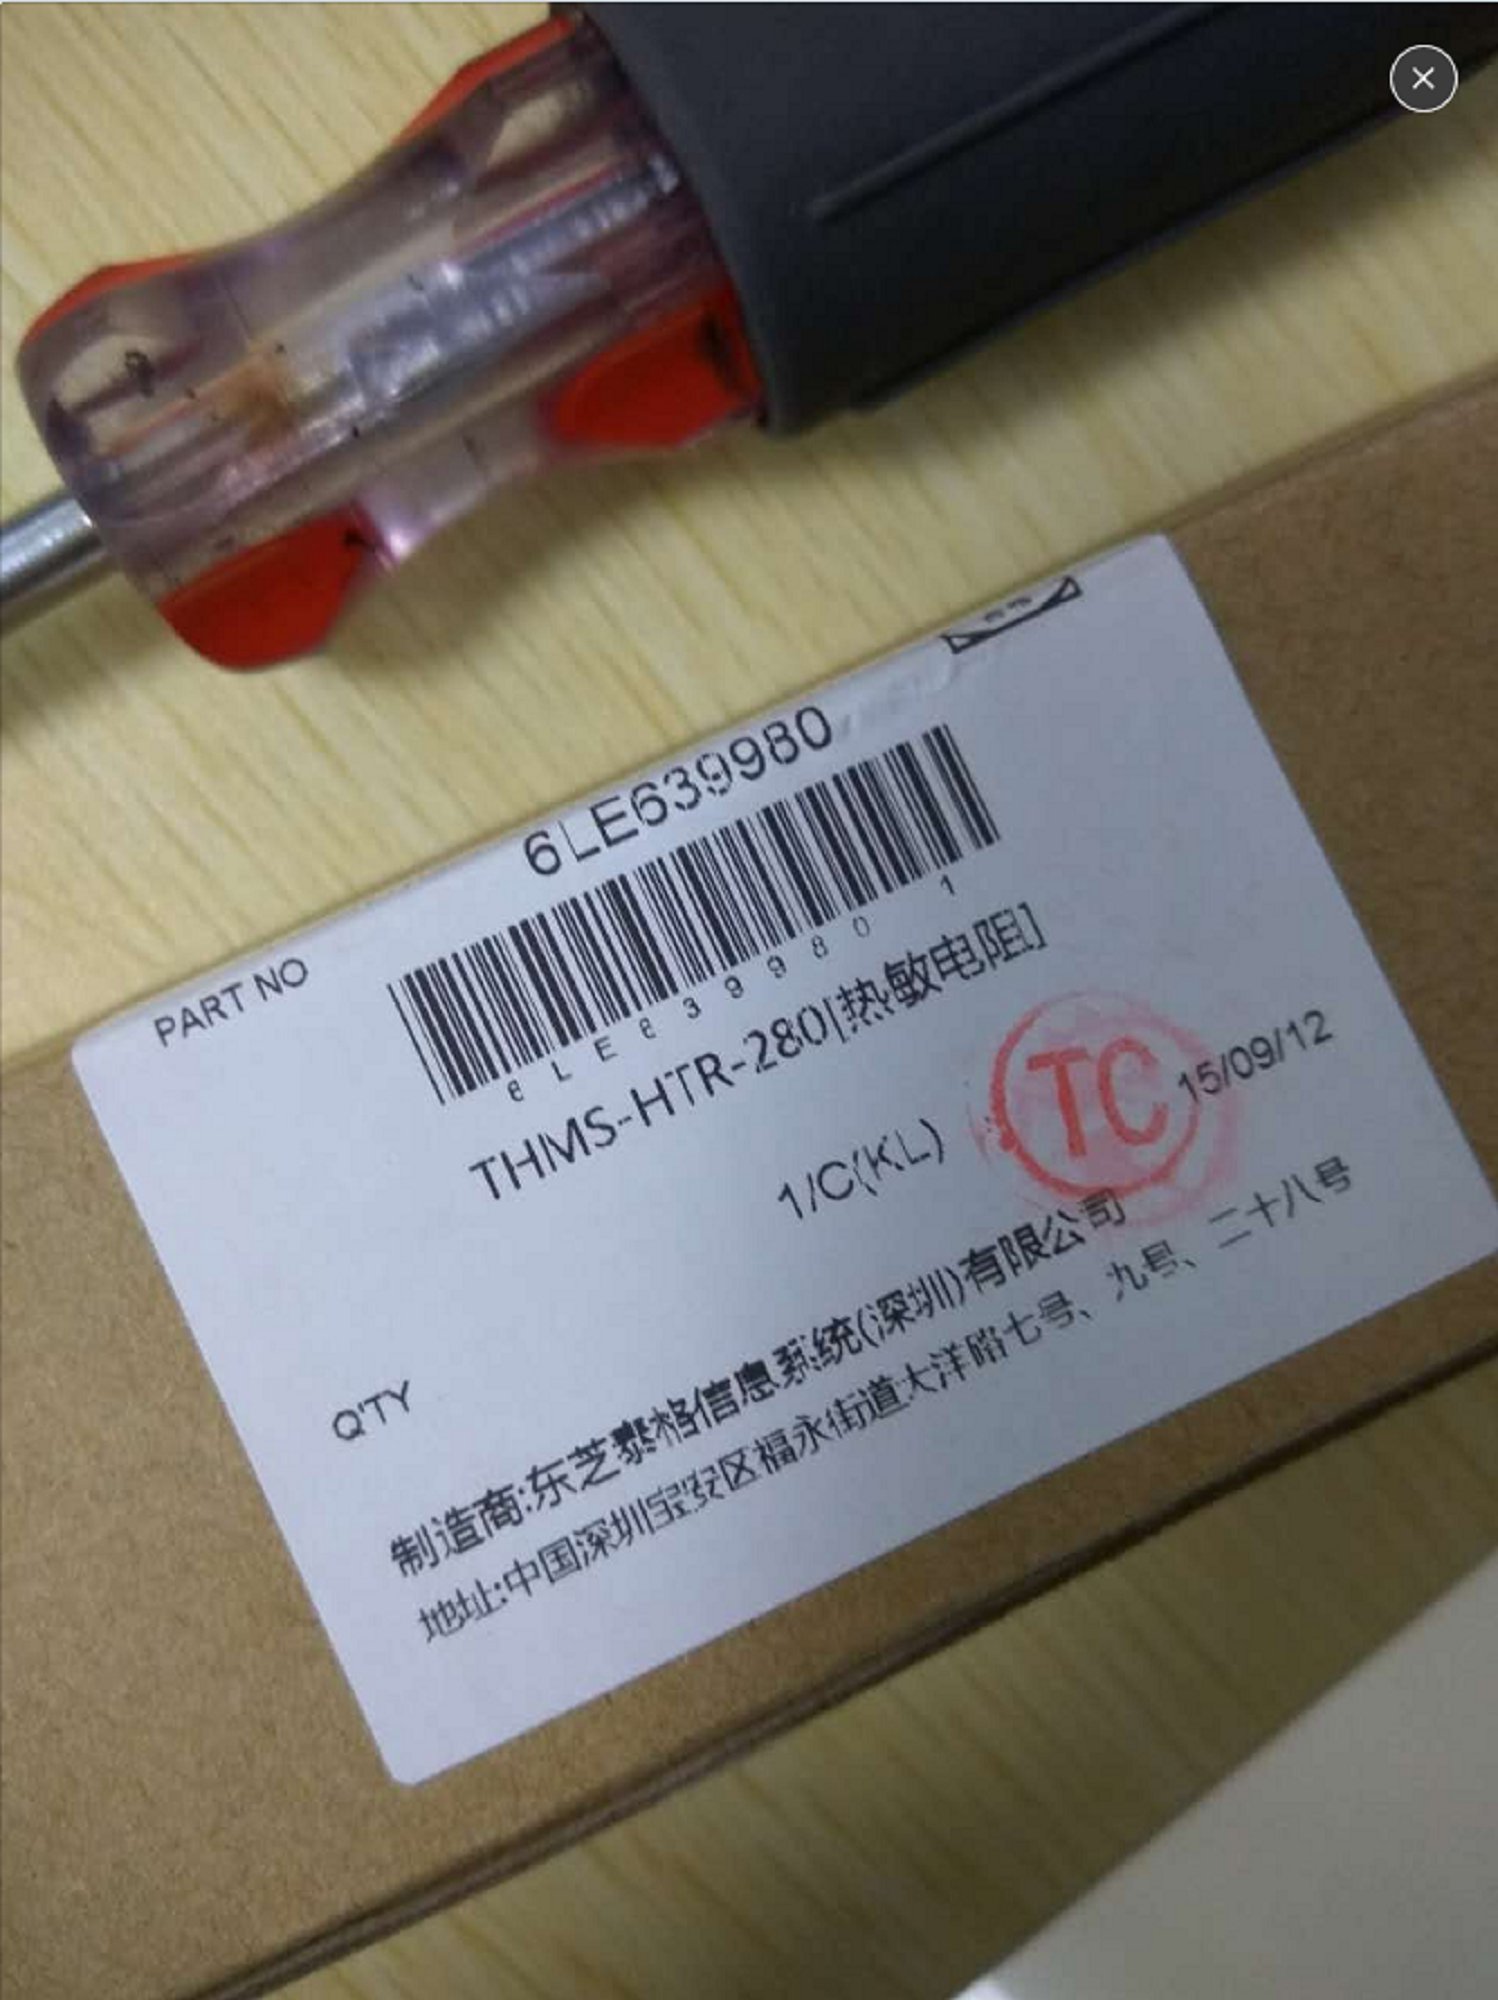 6LE639980
PART NO
6LE639980 1
THMS-HTR-280[热敏电阻]
TC
15/09/12
1/C(KL)
Q'TY
制造商:东芝泰格信息系统(深圳)有限公司
地址:中国深圳宝安区福永街道大洋路七号、九号、二十八号